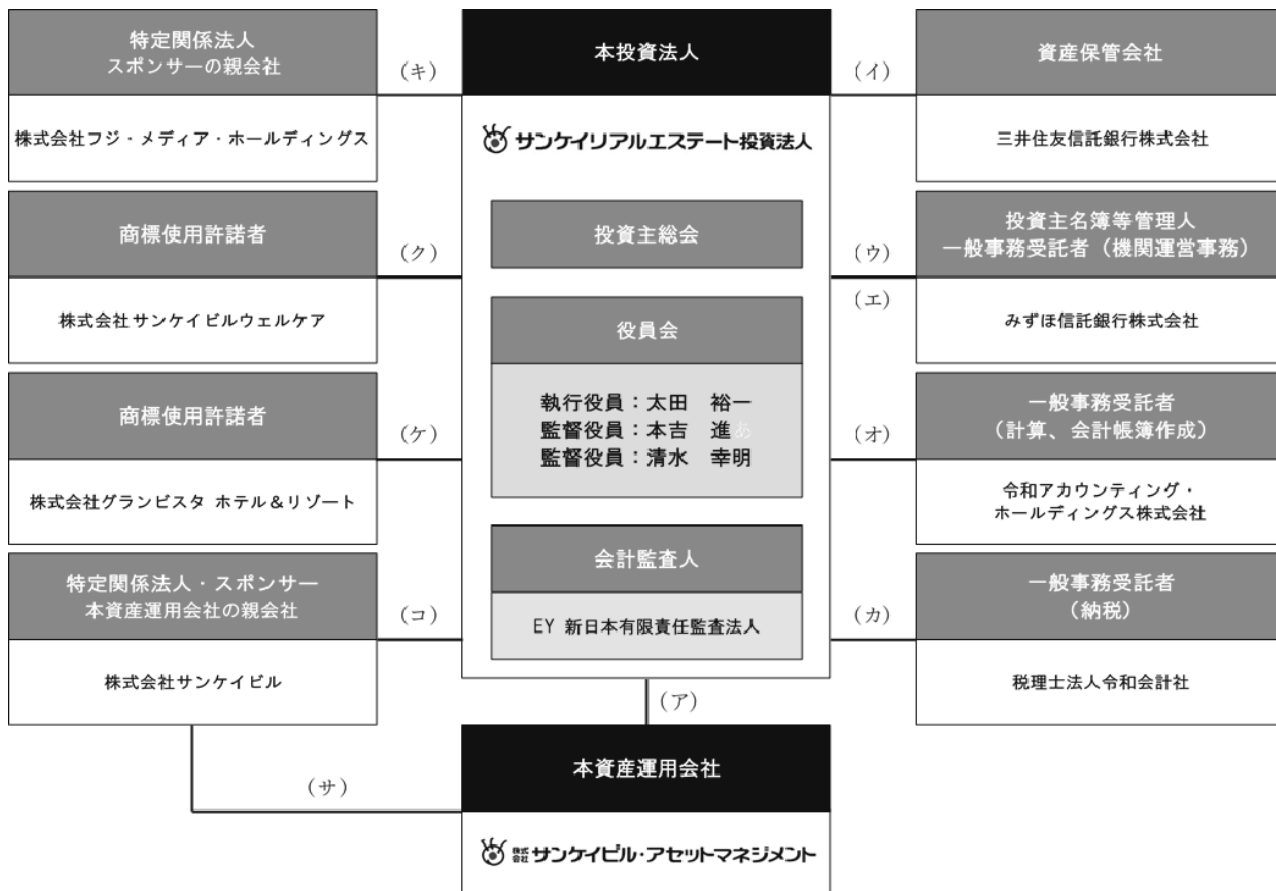 特定関係法人
スポンサーの親会社
株式会社フジ・メディア・ホールディングス
(キ)
商標使用許諾者
株式会社サンケイビルウェルケア
(ク)
商標使用許諾者
株式会社グランビスタ ホテル&リゾート
(ケ)
特定関係法人・スポンサー
本資産運用会社の親会社
株式会社サンケイビル
(コ)
(サ)
本投資法人
サンケイリアルエステート投資法人
投資主総会
役員会
執行役員：太田　裕一
監督役員：本吉　進あ
監督役員：清水　幸明
会計監査人
EY 新日本有限責任監査法人
(ア)
本資産運用会社
株式会社サンケイビル・アセットマネジメント
(イ)
資産保管会社
三井住友信託銀行株式会社
(ウ)
(エ)
投資主名簿等管理人
一般事務受託者（機関運営事務）
みずほ信託銀行株式会社
(オ)
一般事務受託者
（計算、会計帳簿作成）
令和アカウンティング・
ホールディングス株式会社
(カ)
一般事務受託者
（納税）
税理士法人令和会計社